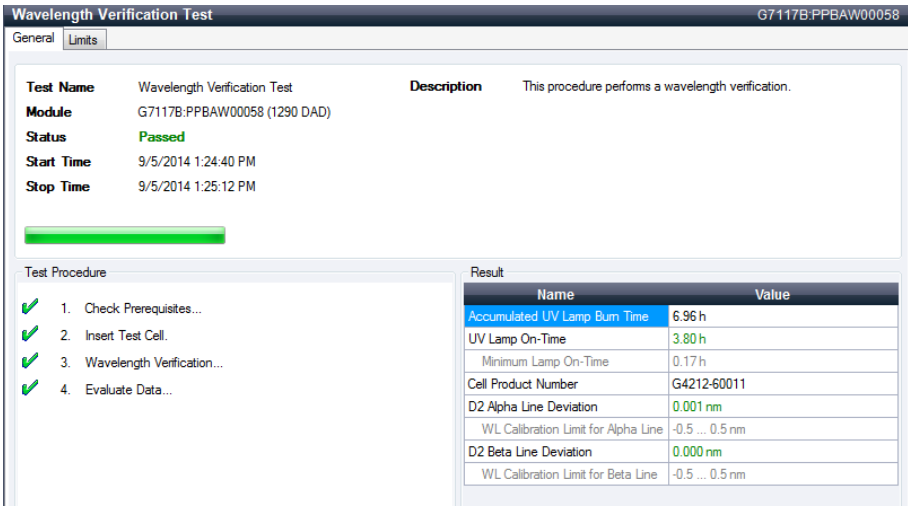 Wavelength Verification Test G7117B:PPBAW00058
General Limits
Test Name Wavelength Verification Test Description This procedure performs a wavelength verification.
Module G7117B:PPBAW00058 (1290 DAD)
Status Passed
Start Time 9/5/2014 1:24:40 PM
Stop Time 9/5/2014 1:25:12 PM
Test Procedure
1. Check Prerequisites...
2. Insert Test Cell.
3. Wavelength Verification...
4. Evaluate Data...
Result
Name Value
Accumulated UV Lamp Burn Time 6.96 h
UV Lamp On-Time 3.80 h
Minimum Lamp On-Time 0.17 h
Cell Product Number G4212-60011
D2 Alpha Line Deviation 0.001 nm
WL Calibration Limit for Alpha Line -0.5 ... 0.5 nm
D2 Beta Line Deviation 0.000 nm
WL Calibration Limit for Beta Line -0.5 ... 0.5 nm